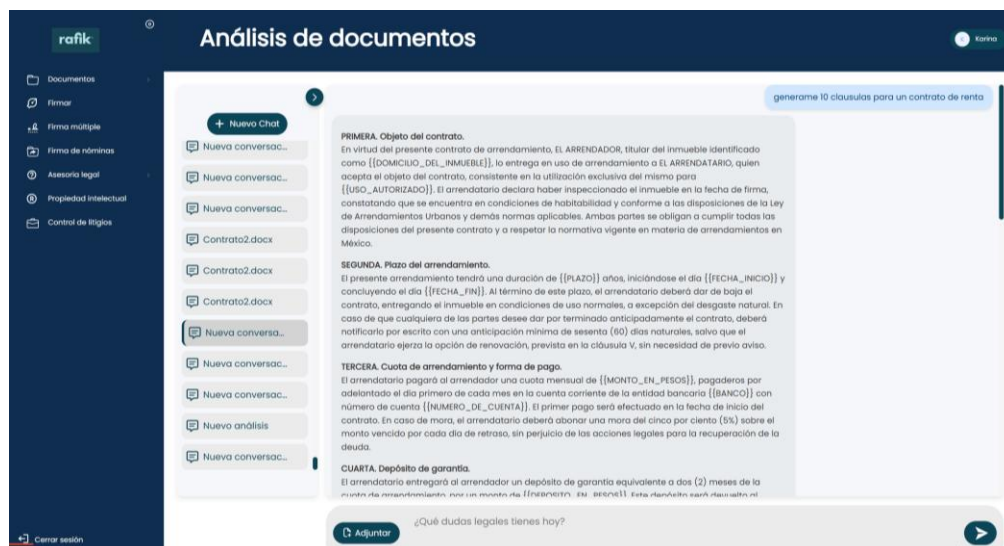 rafik
Análisis de documentos
Karina
Documentos
Firmar
Firma múltiple
Firma de nóminas
Asesoría legal
Propiedad intelectual
Control de litigios
Cerrar sesión
+ Nuevo Chat
Nueva conversac...
Nueva conversac...
Nueva conversac...
Contrato2.docx
Contrato2.docx
Contrato2.docx
Nueva conversa...
Nueva conversac...
Nueva conversac...
Nuevo análisis
Nueva conversac...
generame 10 clausulas para un contrato de renta
PRIMERA. Objeto del contrato.
En virtud del presente contrato de arrendamiento, EL ARRENDADOR, titular del inmueble identificado
como {{DOMICILIO_DEL_INMUEBLE}}, lo entrega en uso de arrendamiento a EL ARRENDATARIO, quien
acepta el objeto del contrato, consistente en la utilización exclusiva del mismo para
{{USO_AUTORIZADO}}. El arrendatario declara haber inspeccionado el inmueble en la fecha de firma,
constatando que se encuentra en condiciones de habitabilidad y conforme a las disposiciones de la Ley
de Arrendamientos Urbanos y demás normas aplicables. Ambas partes se obligan a cumplir todas las
disposiciones del presente contrato y a respetar la normativa vigente en materia de arrendamientos en
México.
SEGUNDA. Plazo del arrendamiento.
El presente arrendamiento tendrá una duración de {{PLAZO}} años, iniciándose el día {{FECHA_INICIO}} y
concluyendo el día {{FECHA_FIN}}. Al término de este plazo, el arrendatario deberá dar de baja el
contrato, entregando el inmueble en condiciones de uso normales, a excepción del desgaste natural. En
caso de que cualquiera de las partes desee dar por terminado anticipadamente el contrato, deberá
notificarlo por escrito con una anticipación mínima de sesenta (60) días naturales, salvo que el
arrendatario ejerza la opción de renovación, prevista en la cláusula V, sin necesidad de previo aviso.
TERCERA. Cuota de arrendamiento y forma de pago.
El arrendatario pagará al arrendador una cuota mensual de {{MONTO_EN_PESOS}}, pagaderos por
adelantado el día primero de cada mes en la cuenta corriente de la entidad bancaria {{BANCO}} con
número de cuenta {{NUMERO_DE_CUENTA}}. El primer pago será efectuado en la fecha de inicio del
contrato. En caso de mora, el arrendatario deberá abonar una mora del cinco por ciento (5%) sobre el
monto vencido por cada día de retraso, sin perjuicio de las acciones legales para la recuperación de la
deuda.
CUARTA. Depósito de garantía.
El arrendatario entregará al arrendador un depósito de garantía equivalente a dos (2) meses de la
cuota de arrendamiento, por un monto de {{DEPOSITO_EN_PESOS}}. Este depósito será devuelto al
Adjuntar
¿Qué dudas legales tienes hoy?